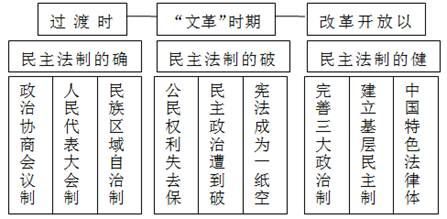 过渡时
“文革”时期
改革开放以
民主法制的确
民主法制的破
民主法制的健
政治协商会议制
人民代表大会制
民族区域自治制
公民权利失去保
民主政治遭到破
宪法成为一纸空
完善三大政治制
建立基层民主制
中国特色法律体